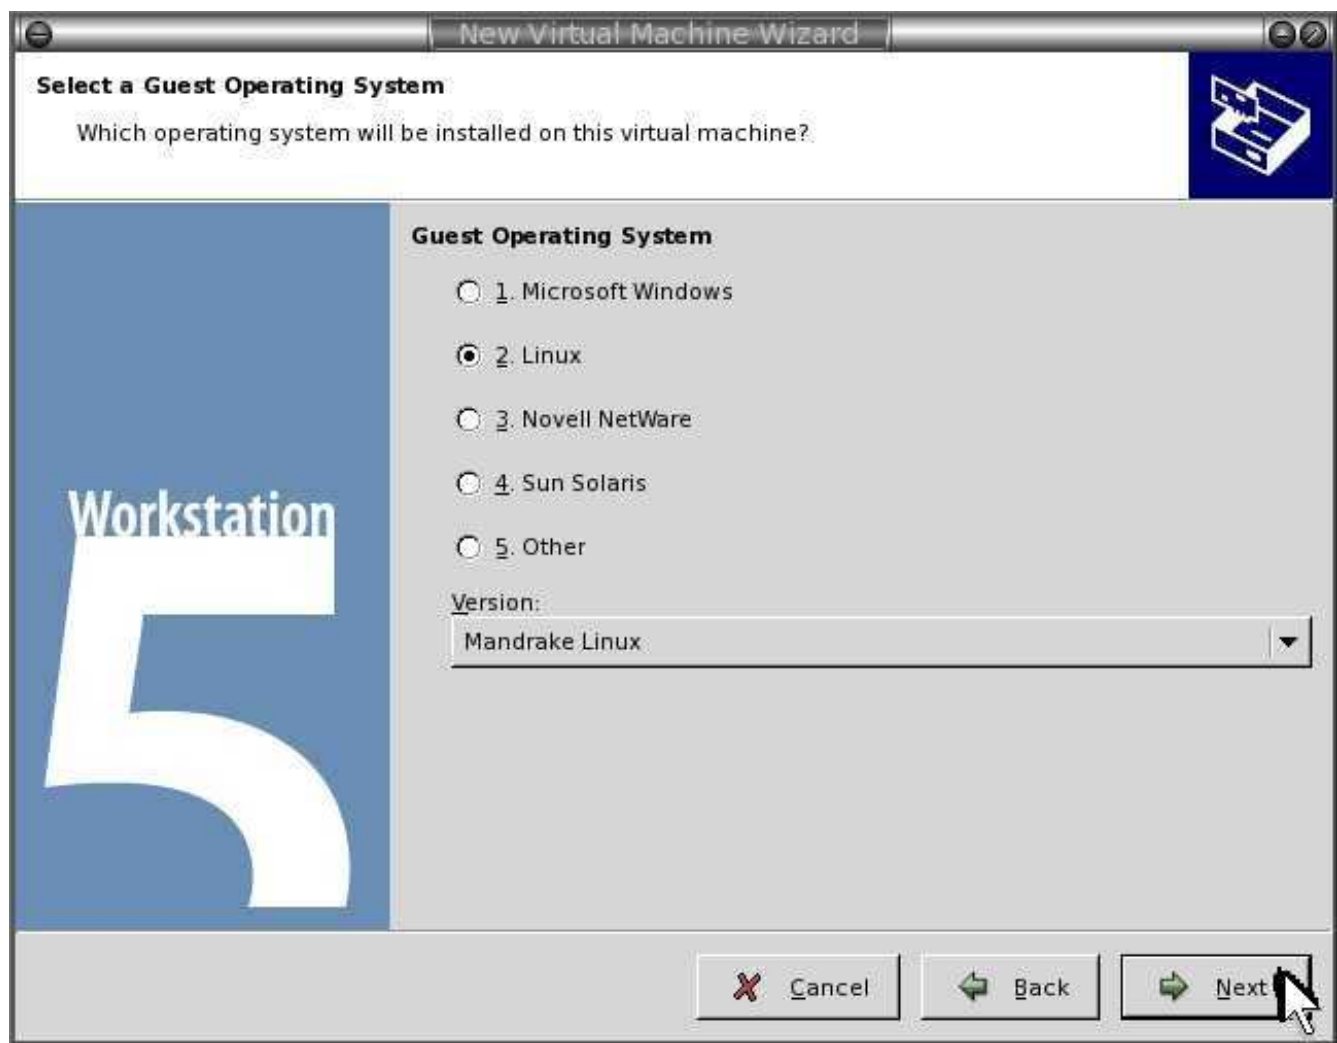 New Virtual Machine Wizard
Select a Guest Operating System
Which operating system will be installed on this virtual machine?
Guest Operating System
1. Microsoft Windows
2. Linux
3. Novell NetWare
4. Sun Solaris
5. Other
Version:
Mandrake Linux
Workstation
5
Cancel
Back
Next